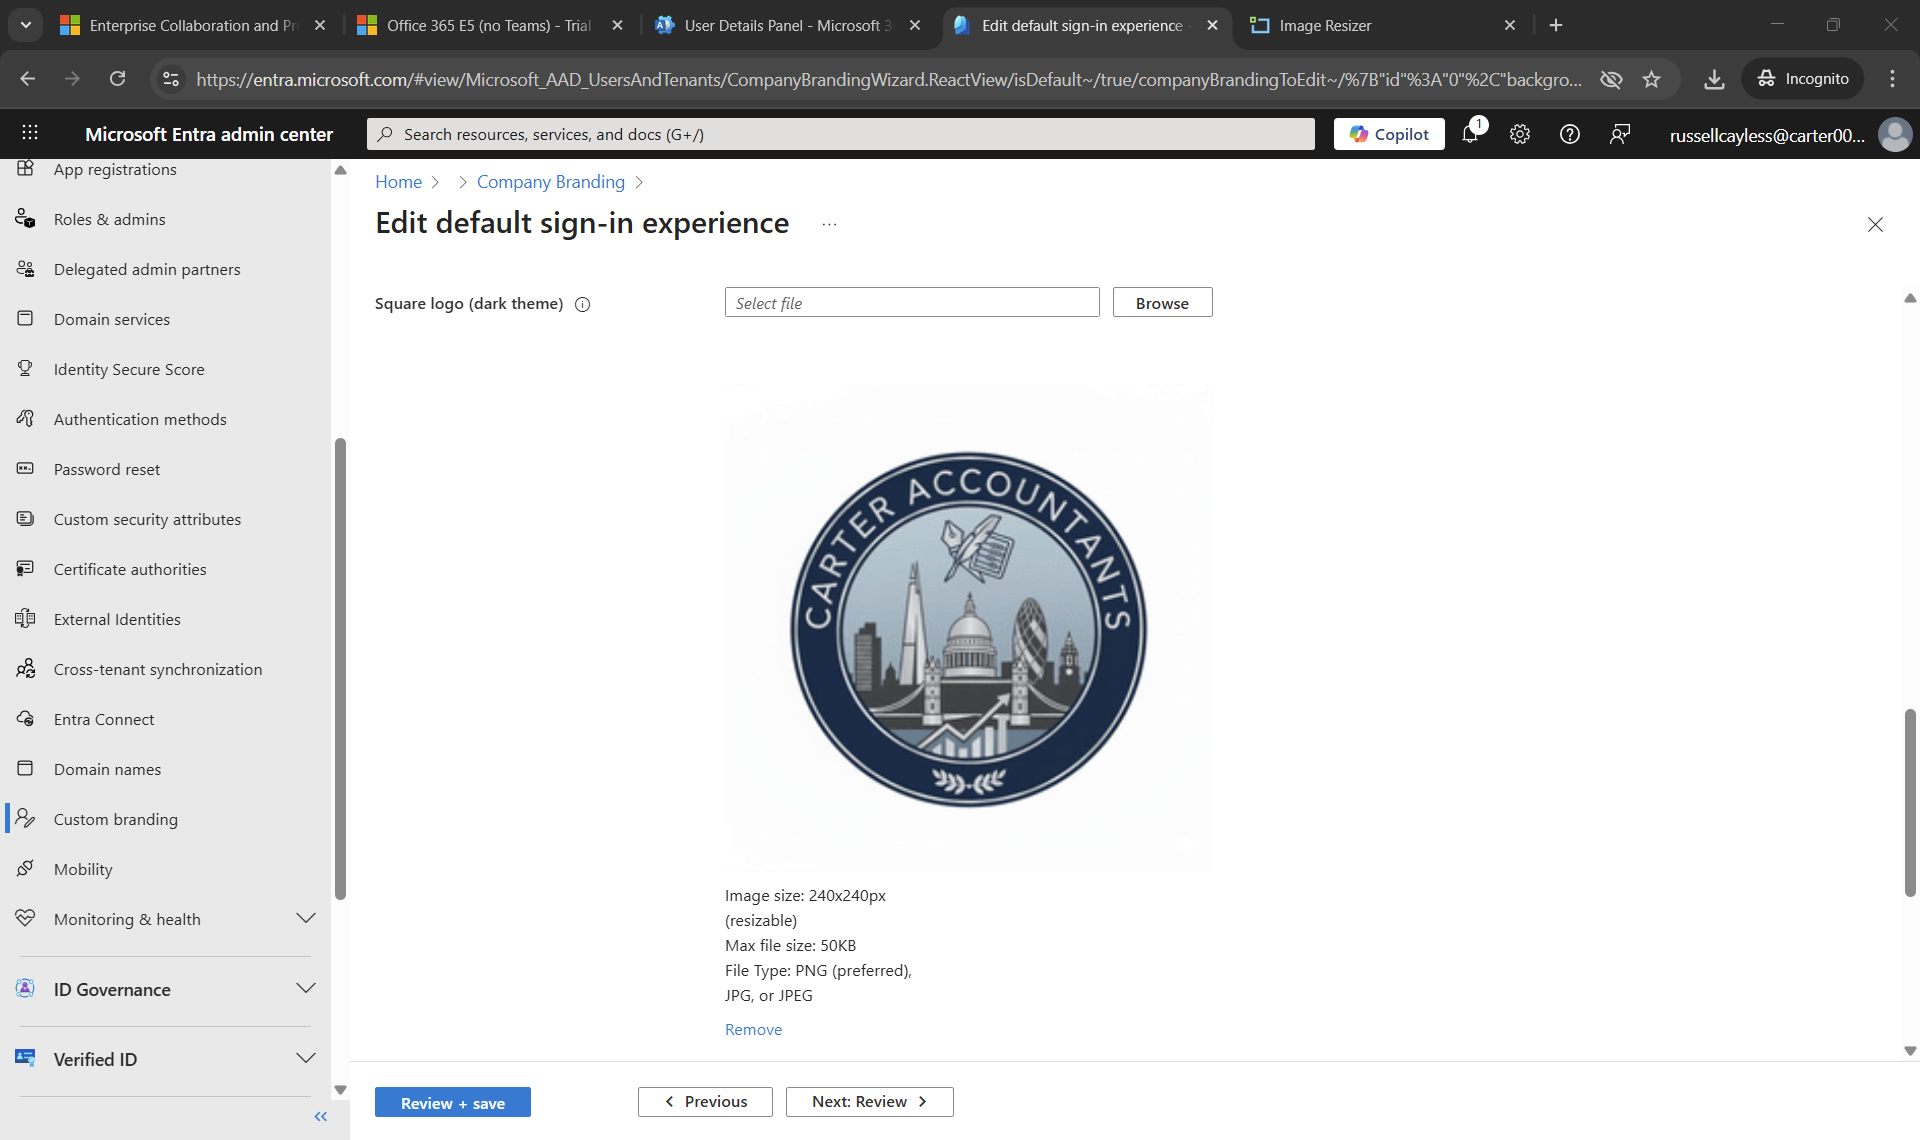 Enterprise Collaboration and Pr
Office 365 E5 (no Teams) - Trial
User Details Panel - Microsoft 3
Edit default sign-in experience -
Image Resizer
https://entra.microsoft.com/#view/Microsoft_AAD_UsersAndTenants/CompanyBrandingWizard.ReactView/isDefault~/true/companyBrandingToEdit~/%7B"id"%3A"0"%2C"backgro...
Incognito
Microsoft Entra admin center
Search resources, services, and docs (G+/)
Copilot
1
russellcayless@carter00...
App registrations
Roles & admins
Delegated admin partners
Domain services
Identity Secure Score
Authentication methods
Password reset
Custom security attributes
Certificate authorities
External Identities
Cross-tenant synchronization
Entra Connect
Domain names
Custom branding
Mobility
Monitoring & health
ID Governance
Verified ID
Home
Company Branding
Edit default sign-in experience
Square logo (dark theme)
Select file
Browse
CARTER ACCOUNTANTS
Image size: 240x240px
(resizable)
Max file size: 50KB
File Type: PNG (preferred),
JPG, or JPEG
Remove
Review + save
Previous
Next: Review